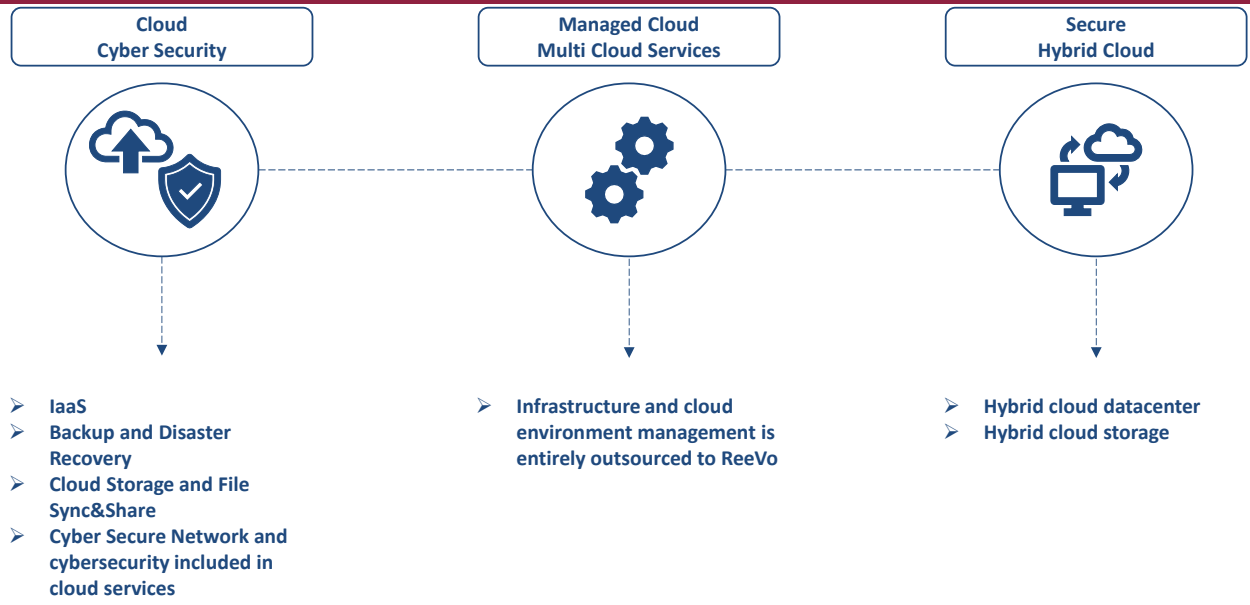 Cloud
Cyber Security
Managed Cloud
Multi Cloud Services
Secure
Hybrid Cloud
➢ IaaS
➢ Backup and Disaster
Recovery
➢ Cloud Storage and File
Sync&Share
➢ Cyber Secure Network and
cybersecurity included in
cloud services
➢ Infrastructure and cloud
environment management is
entirely outsourced to ReeVo
➢ Hybrid cloud datacenter
➢ Hybrid cloud storage